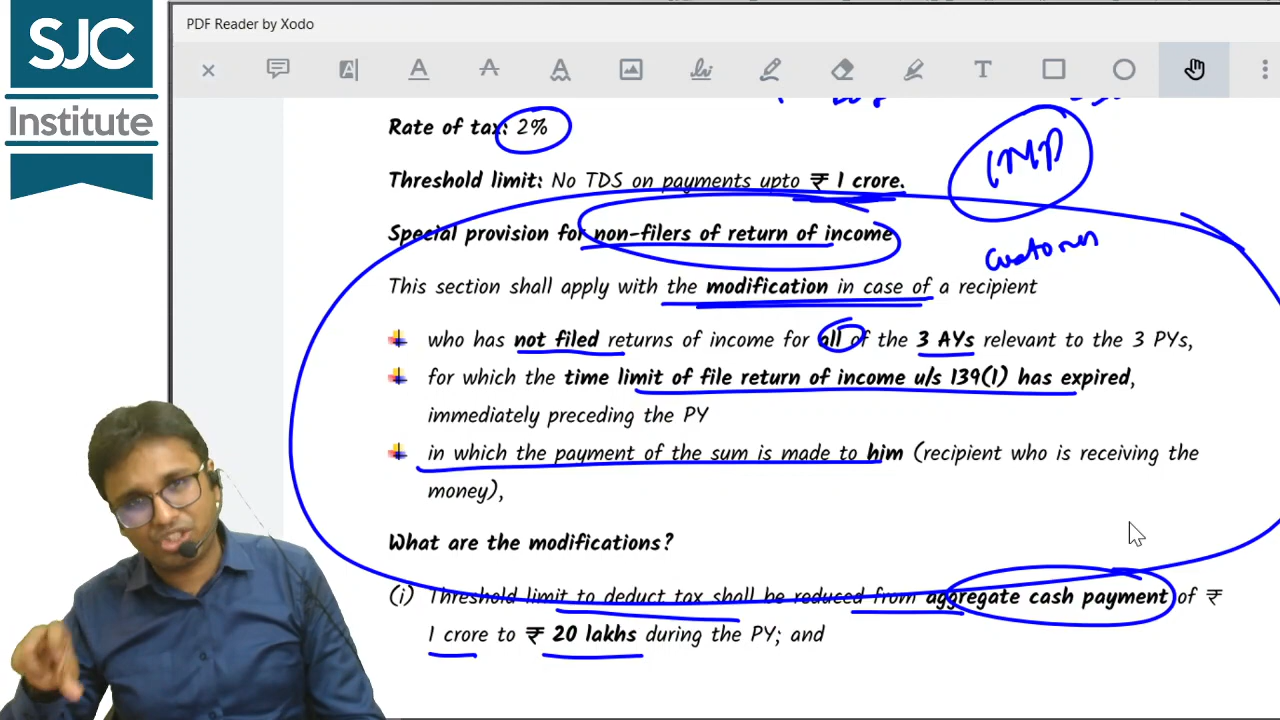 SJC
Institute
PDF Reader by Xodo
Rate of tax: 2%
IMP
Threshold limit: No TDS on payments upto ₹ 1 crore.
Special provision for non-filers of return of income
Customer
This section shall apply with the modification in case of a recipient
who has not filed returns of income for all of the 3 AYs relevant to the 3 PYs,
for which the time limit of file return of income u/s 139(1) has expired,
immediately preceding the PY
in which the payment of the sum is made to him (recipient who is receiving the
money),
What are the modifications?
(i) Threshold limit to deduct tax shall be reduced from aggregate cash payment of ₹
1 crore to ₹ 20 lakhs during the PY; and